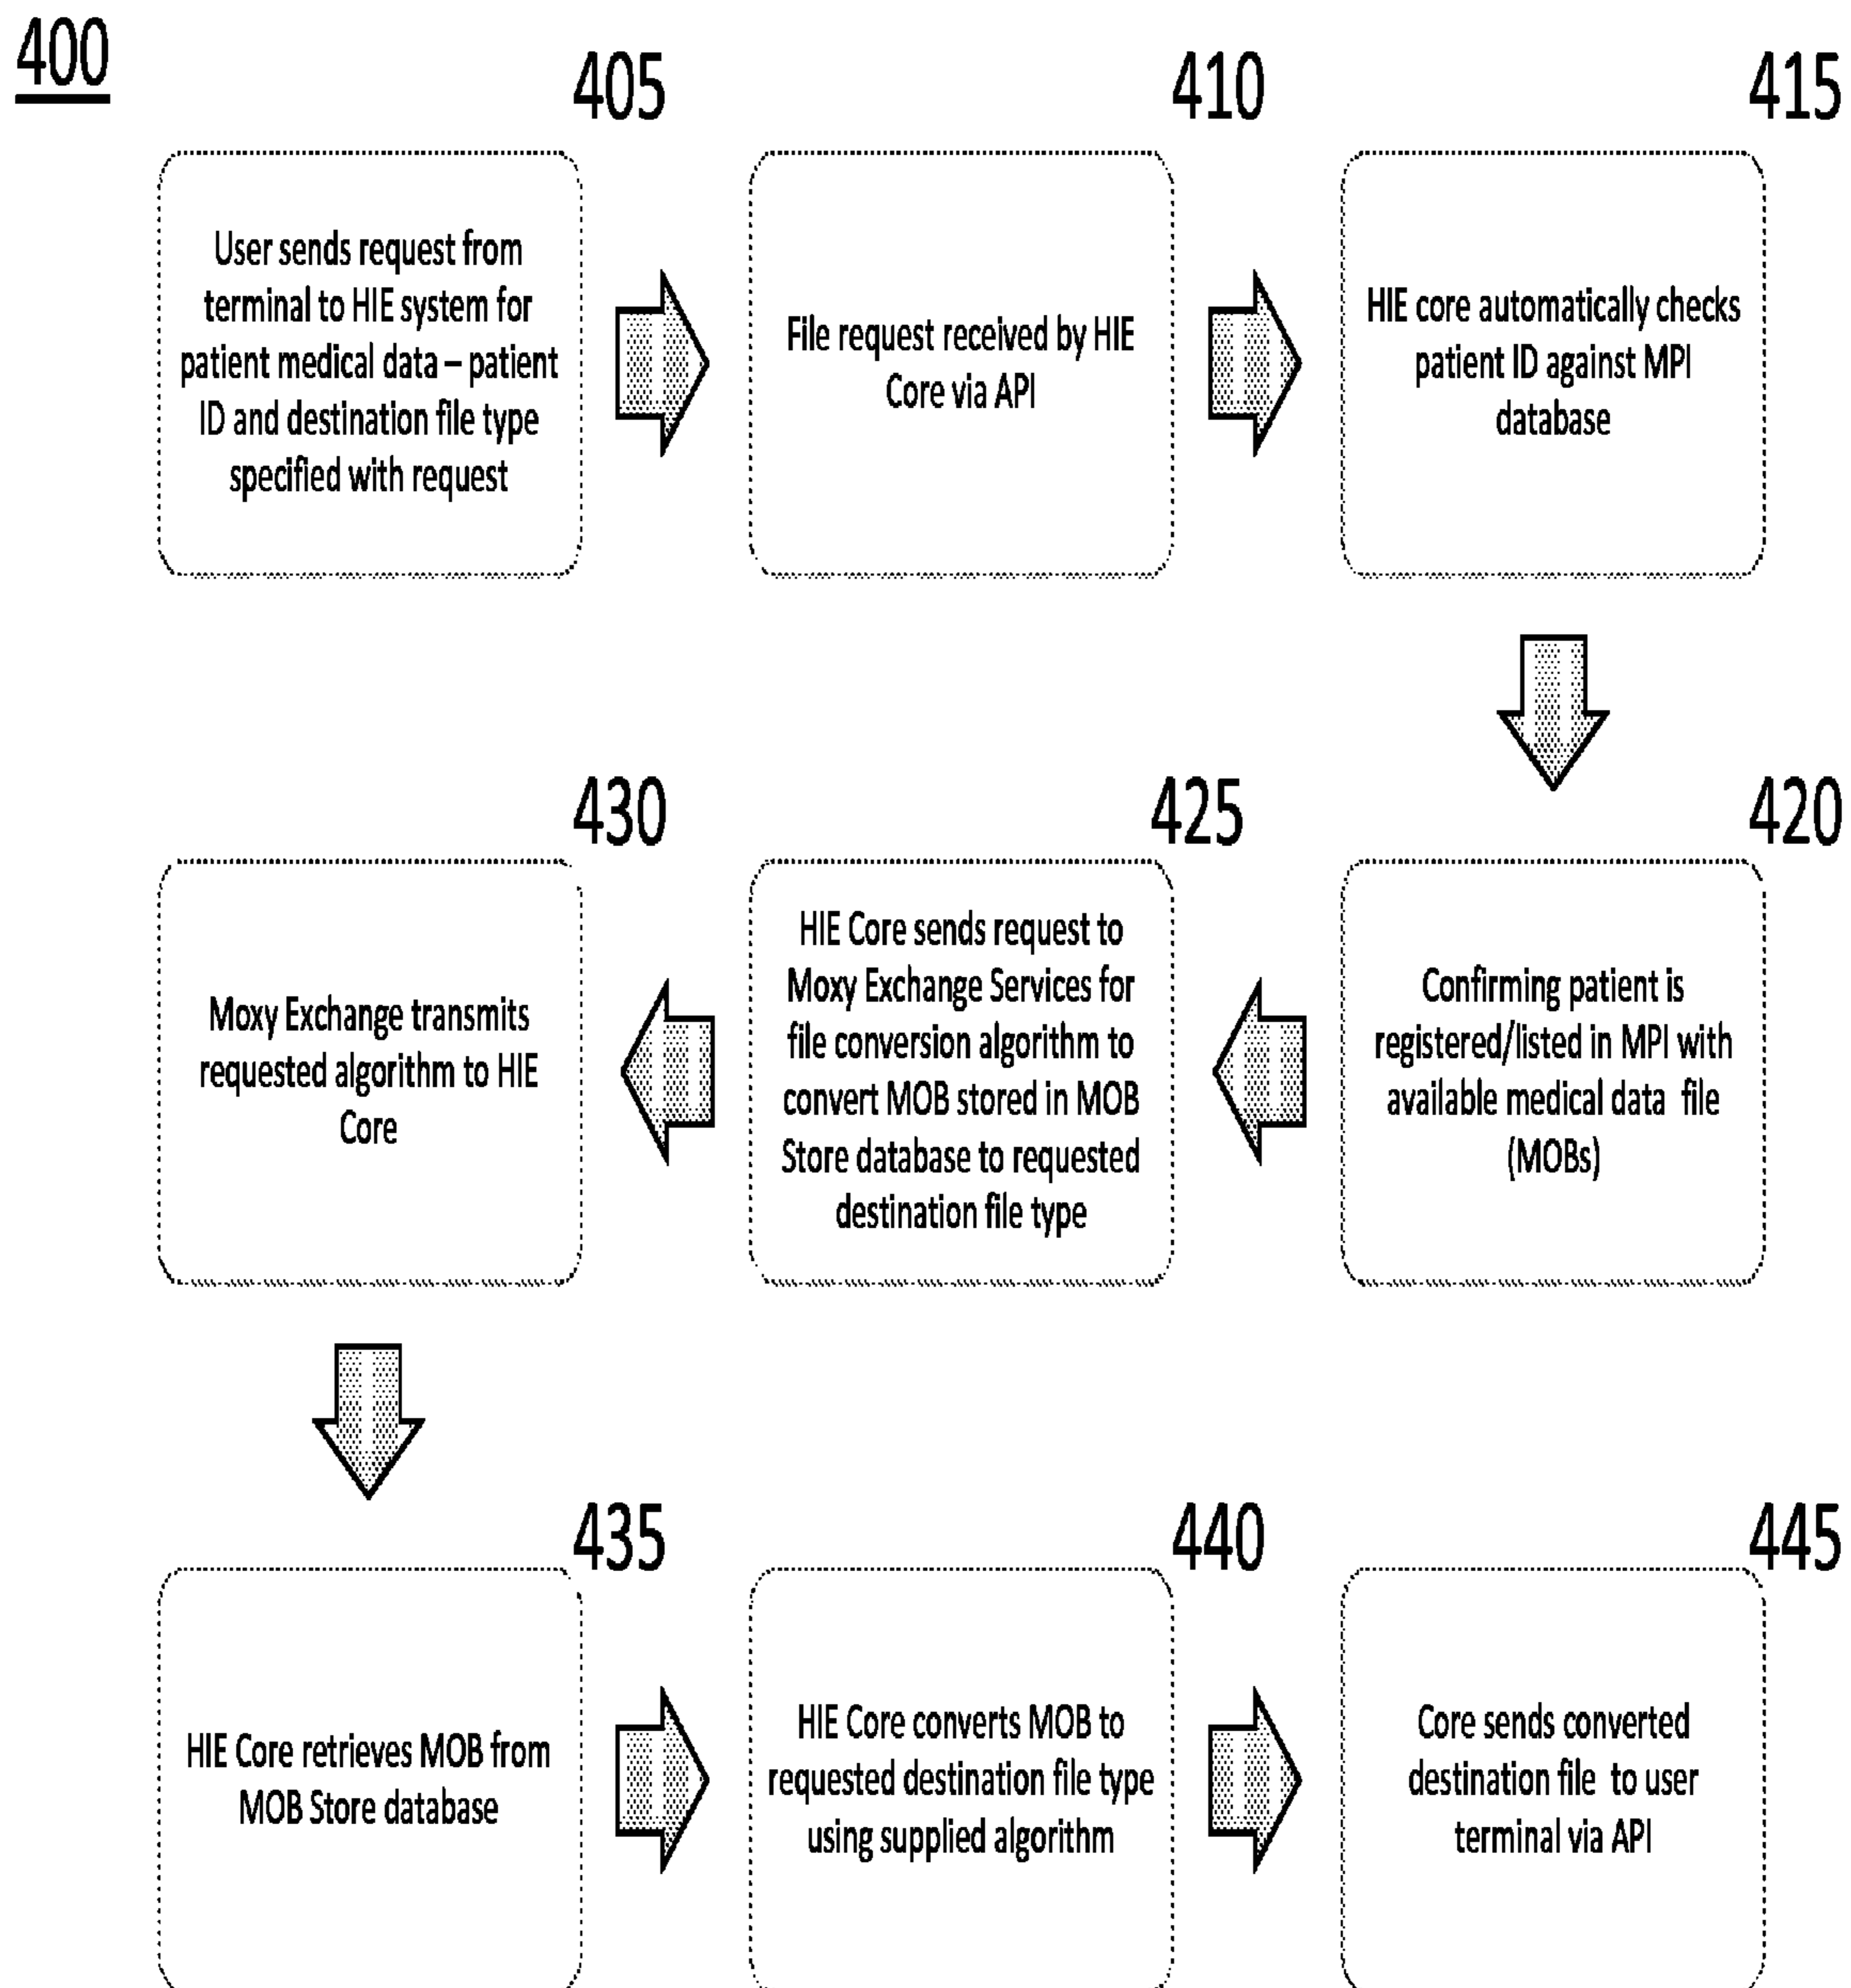 400
405
User sends request from
terminal to HIE system for
patient medical data – patient
ID and destination file type
specified with request
410
File request received by HIE
Core via API
415
HIE core automatically checks
patient ID against MPI
database
420
Confirming patient is
registered/listed in MPI with
available medical data file
(MOBs)
425
HIE Core sends request to
Moxy Exchange Services for
file conversion algorithm to
convert MOB stored in MOB
Store database to requested
destination file type
430
Moxy Exchange transmits
requested algorithm to HIE
Core
435
HIE Core retrieves MOB from
MOB Store database
440
HIE Core converts MOB to
requested destination file type
using supplied algorithm
445
Core sends converted
destination file to user
terminal via API